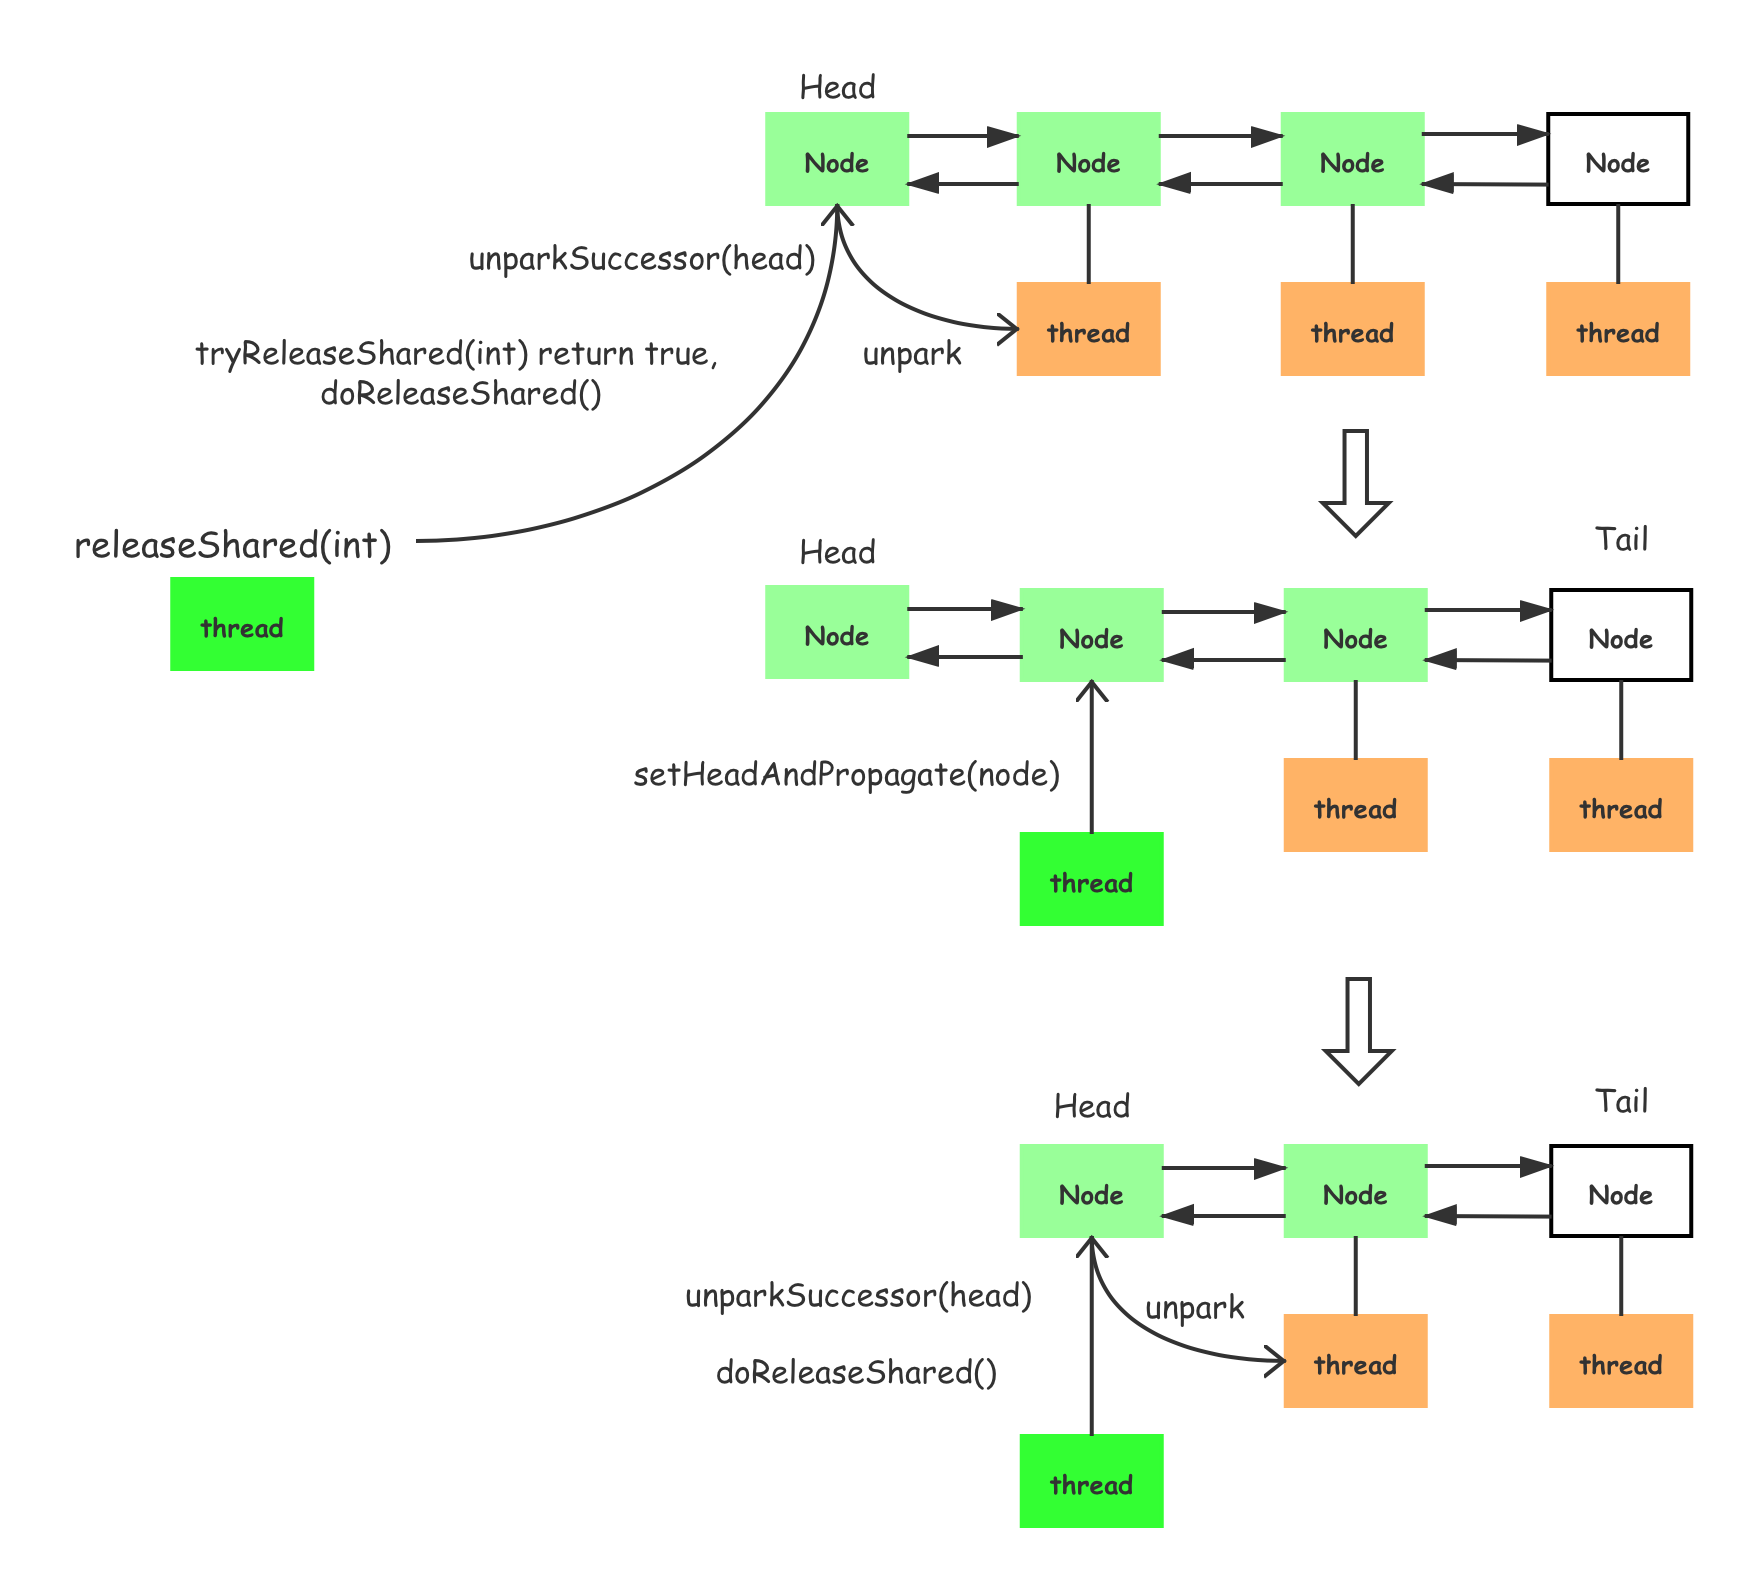 Head
Node Node Node Node
unparkSuccessor(head)
thread thread thread
tryReleaseShared(int) return true,
doReleaseShared()
unpark
releaseShared(int)
thread
Head Tail
Node Node Node Node
setHeadAndPropagate(node)
thread thread
thread
Head Tail
Node Node Node
unparkSuccessor(head)
unpark
doReleaseShared()
thread thread
thread